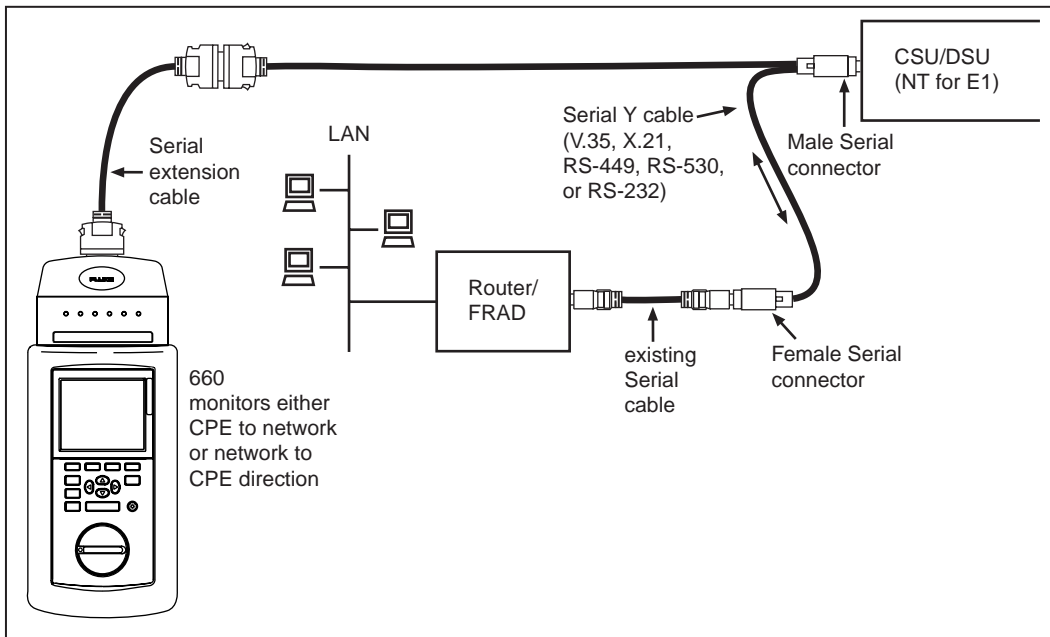 CSU/DSU
(NT for E1)
Serial Y cable
(V.35, X.21,
RS-449, RS-530,
or RS-232)
Male Serial
connector
LAN
Serial
extension
cable
FLUKE
Router/
FRAD
existing
Serial
cable
Female Serial
connector
660
monitors either
CPE to network
or network to
CPE direction